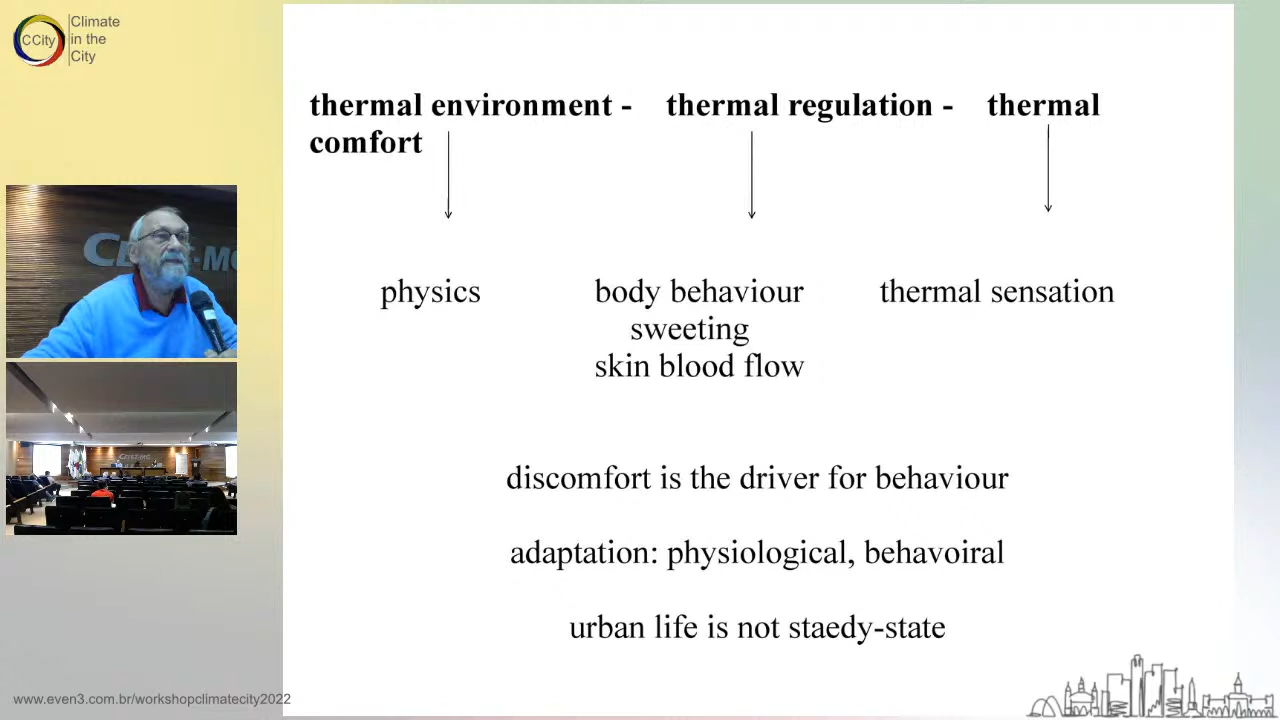 CCity
Climate
in the
City
thermal environment - thermal regulation - thermal
comfort
physics
body behaviour
thermal sensation
sweeting
skin blood flow
discomfort is the driver for behaviour
adaptation: physiological, behavoiral
urban life is not staedy-state
www.even3.com.br/workshopclimatecity2022